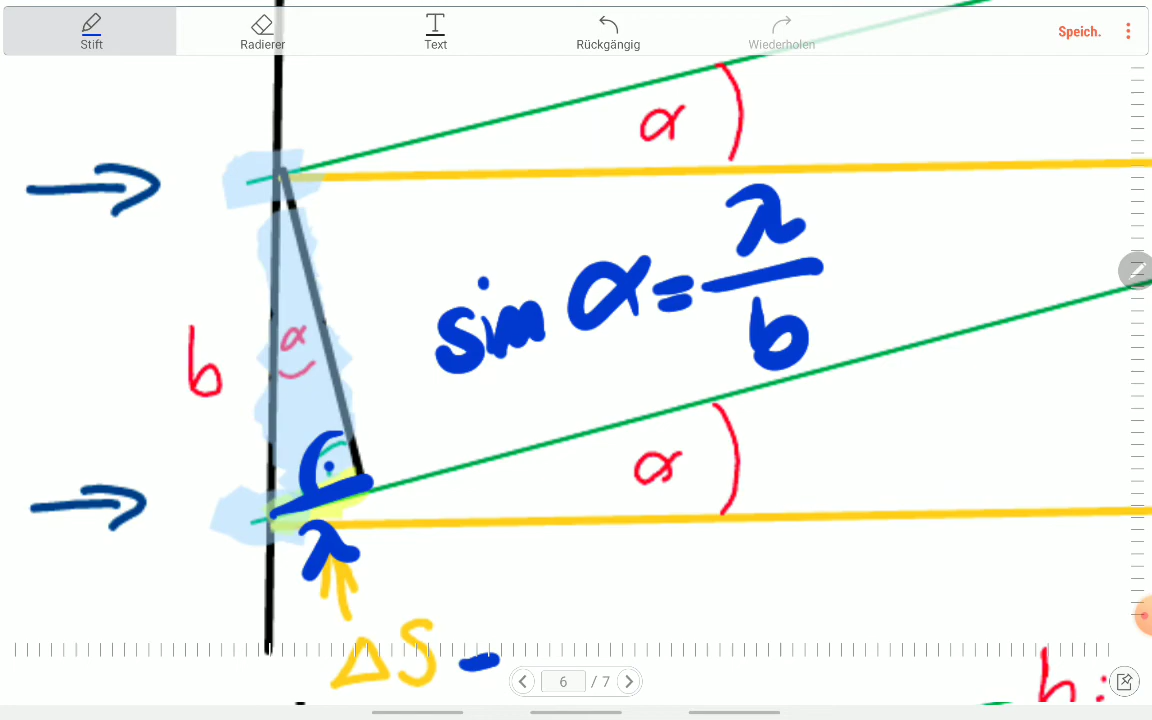 Stift Radierer Text Rückgängig Wiederholen Speich.
α
sin α = λ/b
b
α
α
λ
ΔS -
6 / 7
h: